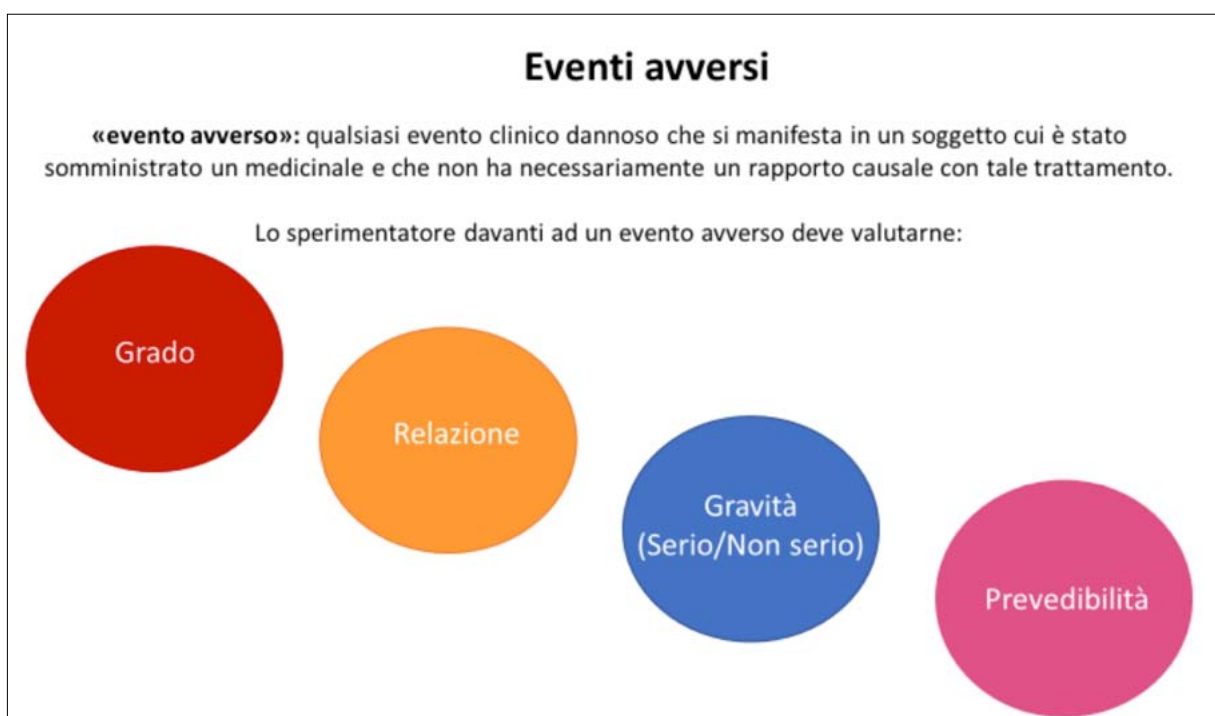 Eventi avversi
«evento avverso»: qualsiasi evento clinico dannoso che si manifesta in un soggetto cui è stato
somministrato un medicinale e che non ha necessariamente un rapporto causale con tale trattamento.
Lo sperimentatore davanti ad un evento avverso deve valutarne:
Grado
Relazione
Gravità
(Serio/Non serio)
Prevedibilità